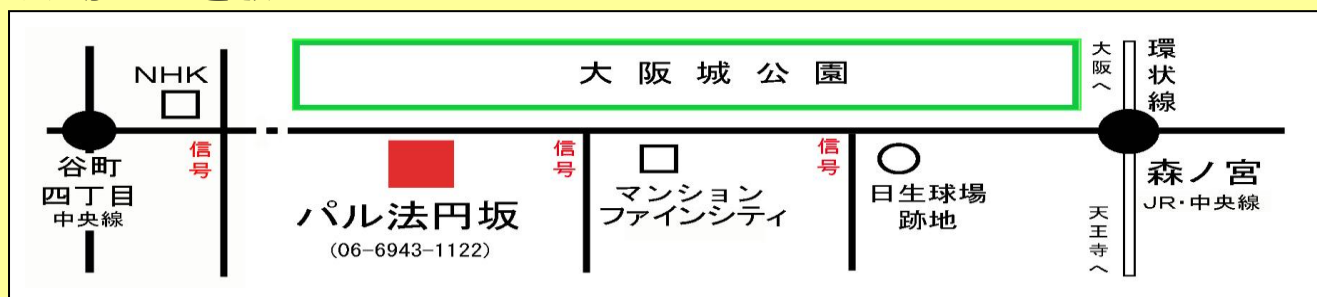 NHK
信号
谷町
四丁目
中央線
大阪城公園
パル法円坂
(06-6943-1122)
信号
マンション
ファインシティ
信号
日生球場
跡地
大阪へ
環状線
森ノ宮
JR・中央線
天王寺へ